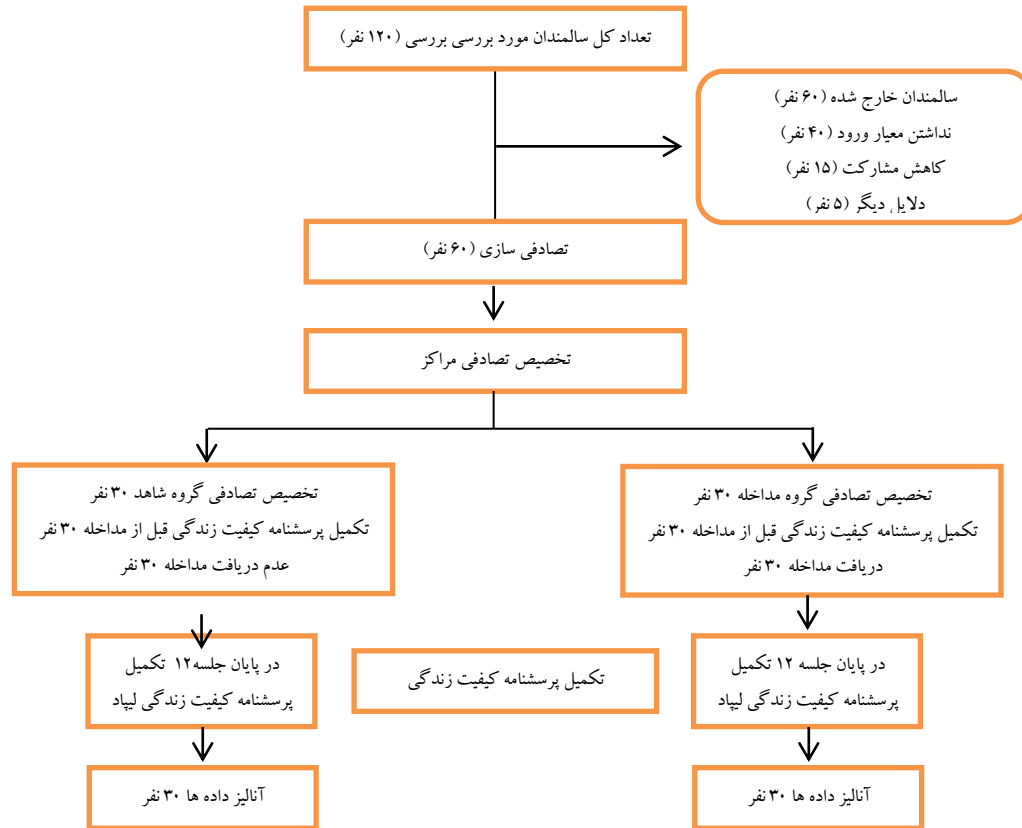 تعداد کل سالمندان مورد بررسی بررسی (۱۲۰ نفر)
سالمندان خارج شده (۶۰ نفر)
نداشتن معیار ورود (۴۰ نفر)
کاهش مشارکت (۱۵ نفر)
دلایل دیگر (۵ نفر)
تصادفی سازی (۶۰ نفر)
تخصیص تصادفی مراکز
تخصیص تصادفی گروه مداخله ۳۰ نفر
تکمیل پرسشنامه کیفیت زندگی قبل از مداخله ۳۰ نفر
دریافت مداخله ۳۰ نفر
تخصیص تصادفی گروه شاهد ۳۰ نفر
تکمیل پرسشنامه کیفیت زندگی قبل از مداخله ۳۰ نفر
عدم دریافت مداخله ۳۰ نفر
در پایان جلسه ۱۲ تکمیل
پرسشنامه کیفیت زندگی لیپاد
تکمیل پرسشنامه کیفیت زندگی
در پایان جلسه۱۲ تکمیل
پرسشنامه کیفیت زندگی لیپاد
آنالیز داده ها ۳۰ نفر
آنالیز داده ها ۳۰ نفر